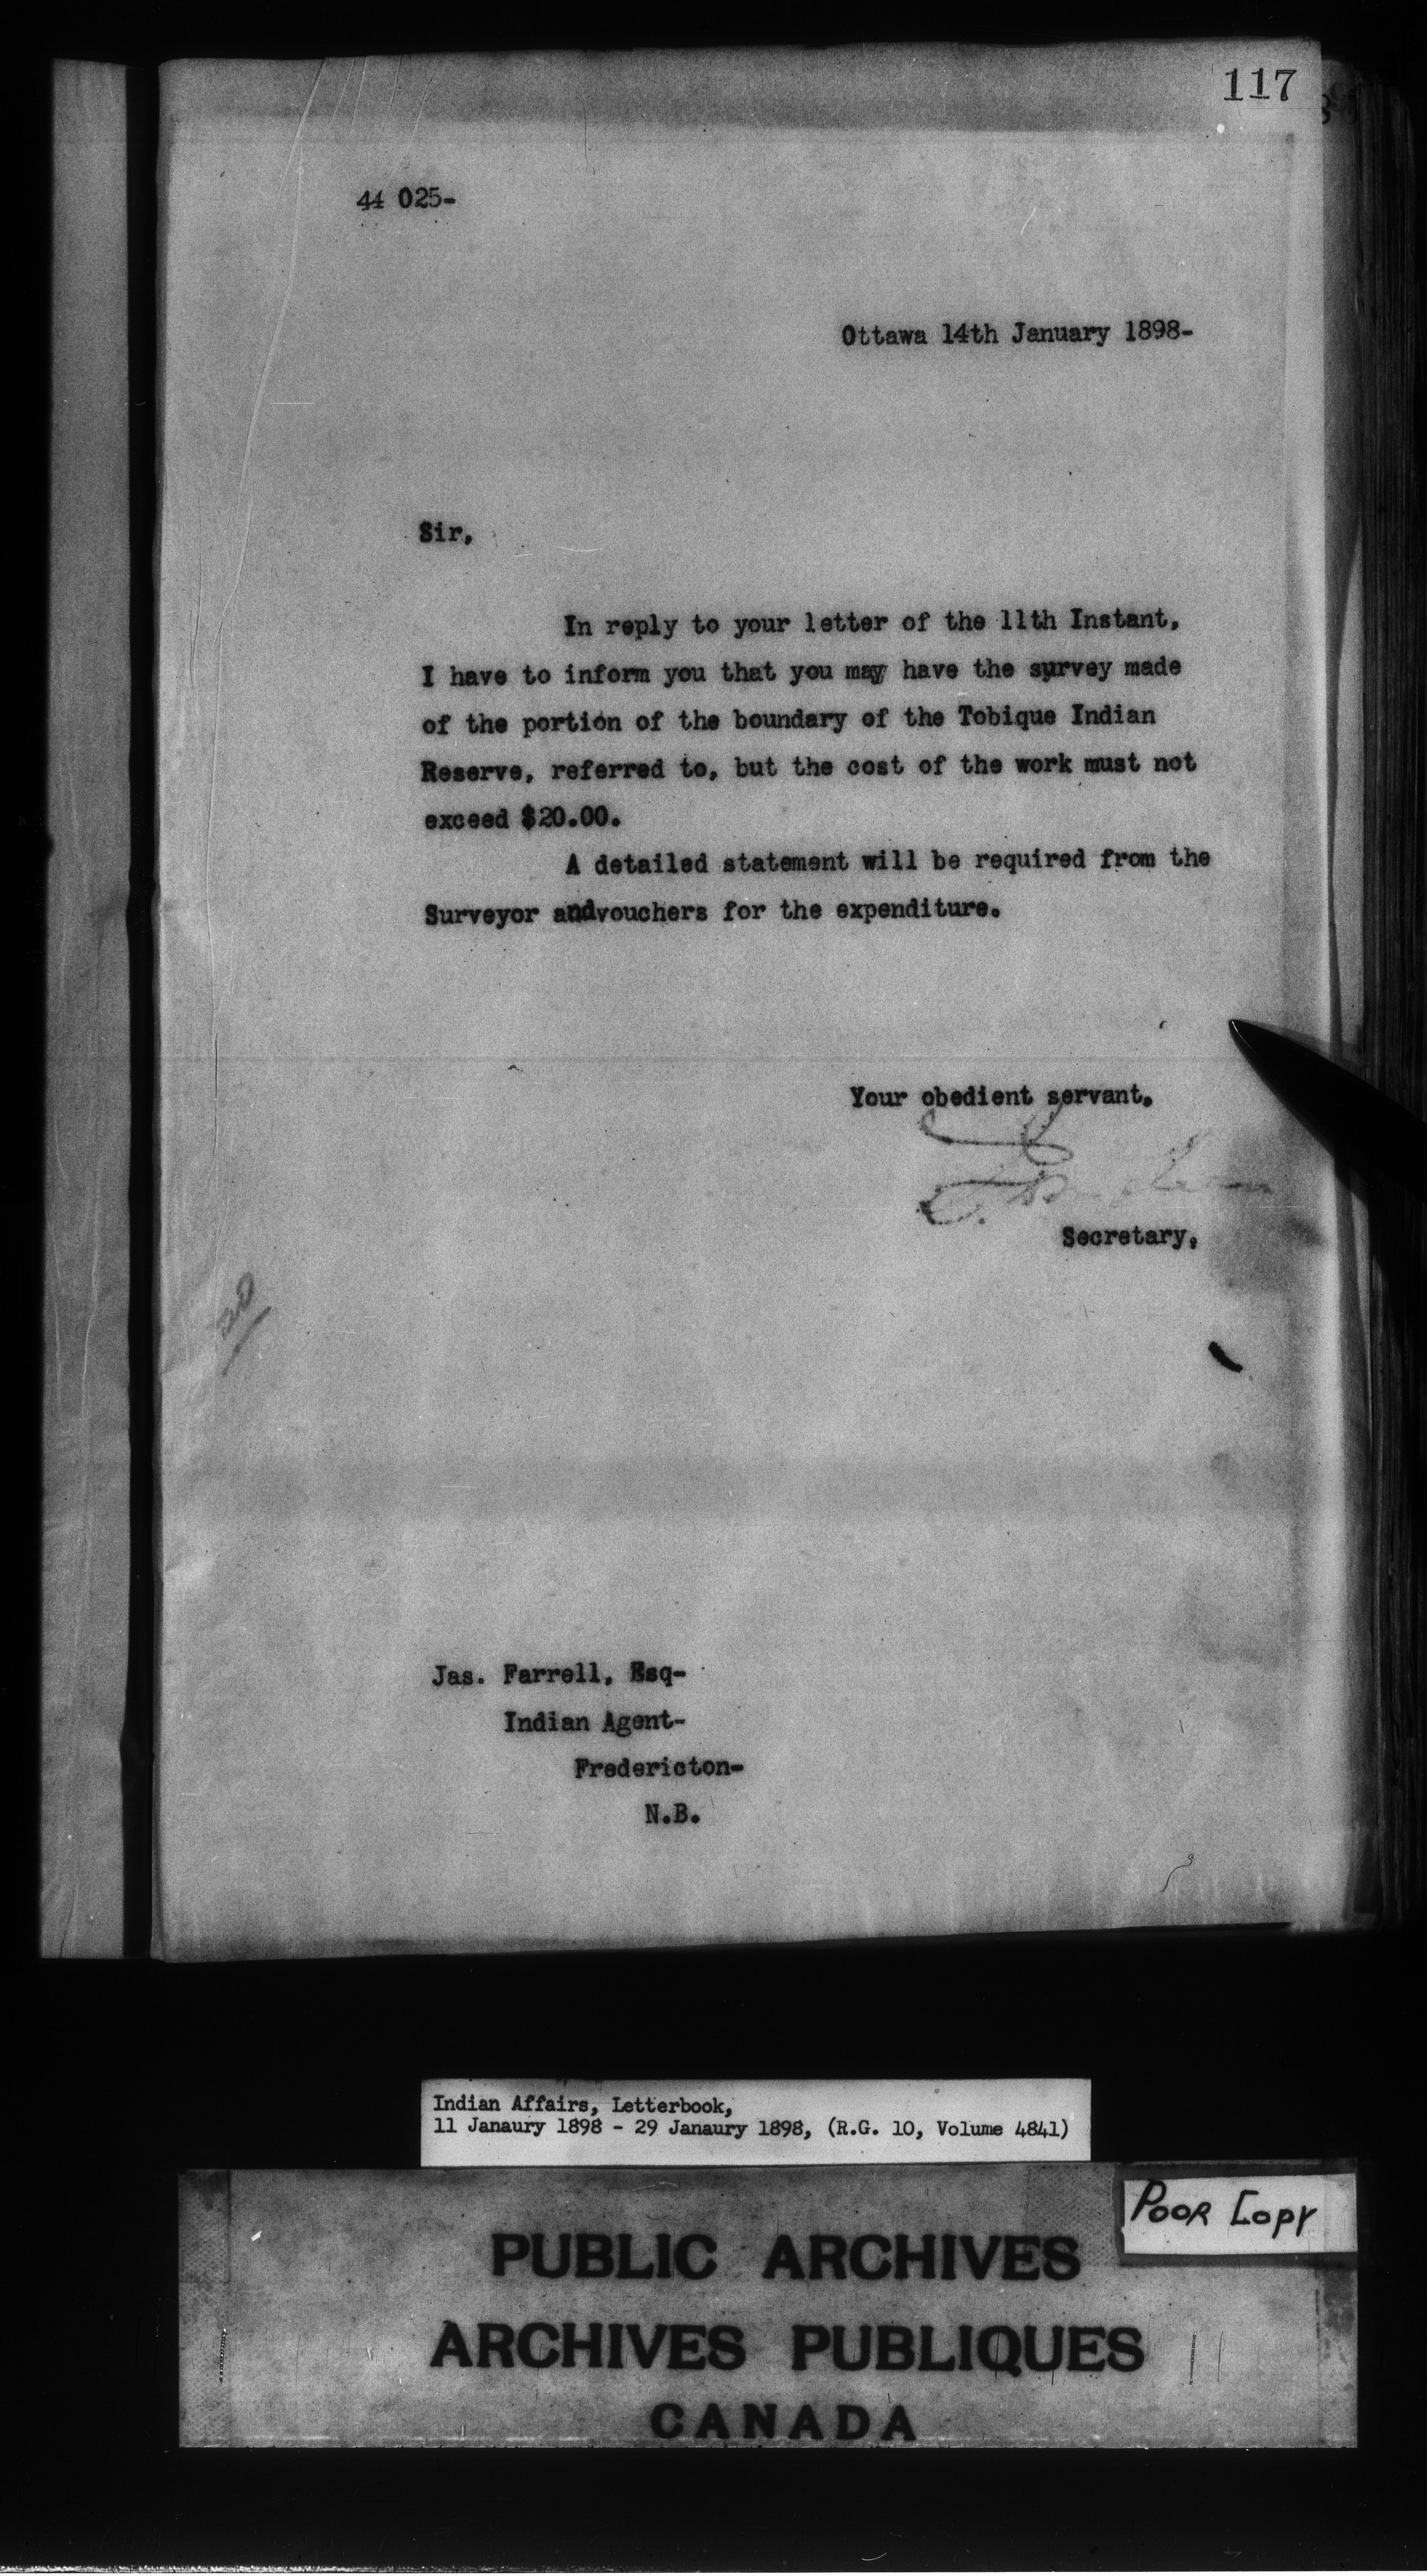 117
44 025-
Ottawa 14th January 1898-
Sir,
In reply to your letter of the 11th Instant,
I have to inform you that you may have the survey made
of the portion of the boundary of the Tobique Indian
Reserve, referred to, but the cost of the work must not
exceed $20.00.
A detailed statement will be required from the
Surveyor andvouchers for the expenditure.
Your obedient servant,
Secretary,
20
Jas. Farrell, Esq-
Indian Agent-
Fredericton-
N.B.
Indian Affairs, Letterbook,
11 Janaury 1898 - 29 Janaury 1898, (R.G. 10, Volume 4841)
Poor Copy
PUBLIC ARCHIVES
ARCHIVES PUBLIQUES
CANADA